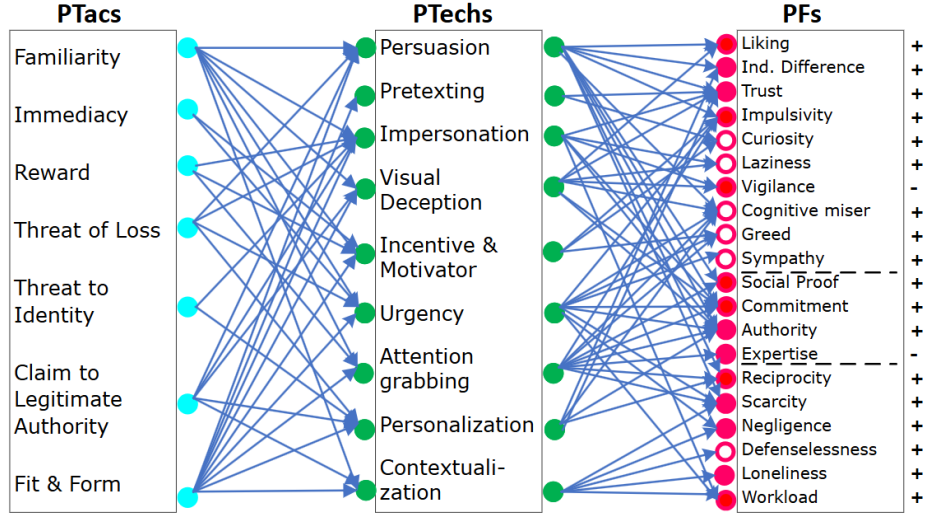 PTacs
Familiarity
Immediacy
Reward
Threat of Loss
Threat to
Identity
Claim to
Legitimate
Authority
Fit & Form
PTechs
Persuasion
Pretexting
Impersonation
Visual
Deception
Incentive &
Motivator
Urgency
Attention
grabbing
Personalization
Contextuali-
zation
PFs
Liking +
Ind. Difference +
Trust +
Impulsivity +
Curiosity +
Laziness +
Vigilance -
Cognitive miser +
Greed +
Sympathy +
Social Proof +
Commitment +
Authority +
Expertise -
Reciprocity +
Scarcity +
Negligence +
Defenselessness +
Loneliness +
Workload +